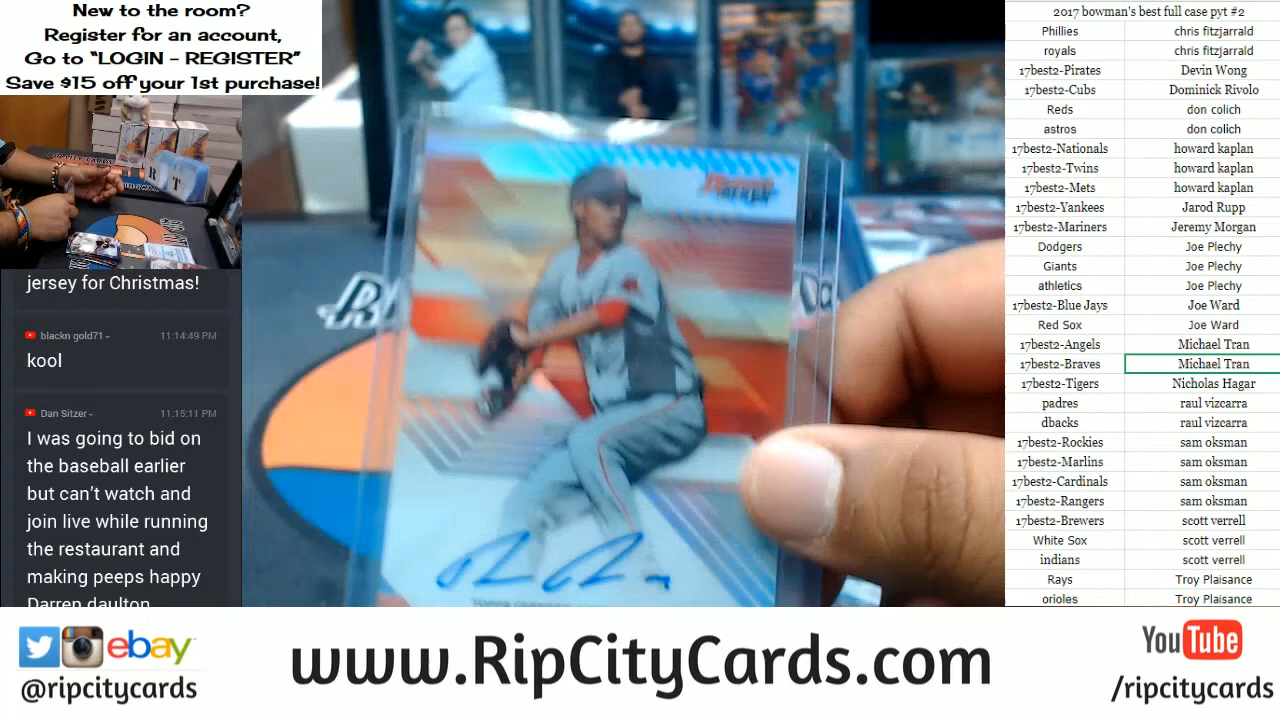 New to the room?
Register for an account,
Go to "LOGIN - REGISTER"
Save $15 off your 1st purchase!
jersey for Christmas!
blackn gold71
11:14:49 PM
kool
Dan Sitzer
11:15:11 PM
I was going to bid on
the baseball earlier
but can't watch and
join live while running
the restaurant and
making peeps happy
Darren daulton
2017 bowman's best full case pyt #2
Phillies chris fitzjarrald
royals chris fitzjarrald
17best2-Pirates Devin Wong
17best2-Cubs Dominick Rivolo
Reds don colich
astros don colich
17best2-Nationals howard kaplan
17best2-Twins howard kaplan
17best2-Mets howard kaplan
17best2-Yankees Jarod Rupp
17best2-Mariners Jeremy Morgan
Dodgers Joe Plechy
Giants Joe Plechy
athletics Joe Plechy
17best2-Blue Jays Joe Ward
Red Sox Joe Ward
17best2-Angels Michael Tran
17best2-Braves Michael Tran
17best2-Tigers Nicholas Hagar
padres raul vizcarra
dbacks raul vizcarra
17best2-Rockies sam oksman
17best2-Marlins sam oksman
17best2-Cardinals sam oksman
17best2-Rangers sam oksman
17best2-Brewers scott verrell
White Sox scott verrell
indians scott verrell
Rays Troy Plaisance
orioles Troy Plaisance
ebay
@ripcitycards
www.RipCityCards.com
YouTube
/ripcitycards